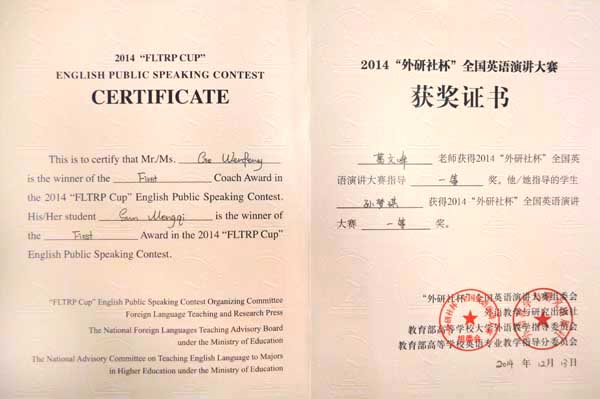 2014 “FLTRP CUP”
ENGLISH PUBLIC SPEAKING CONTEST
CERTIFICATE
This is to certify that Mr./Ms. Ge Wenfeng
is the winner of the First Coach Award in
the 2014 “FLTRP Cup” English Public Speaking Contest.
His/Her student Sun Mengqi is the winner of
the First Award in the 2014 “FLTRP Cup”
English Public Speaking Contest.
“FLTRP Cup” English Public Speaking Contest Organizing Committee
Foreign Language Teaching and Research Press
The National Foreign Languages Teaching Advisory Board
under the Ministry of Education
The National Advisory Committee on Teaching English Language to Majors
in Higher Education under the Ministry of Education
2014 “外研社杯” 全国英语演讲大赛
获奖证书
葛文峰 老师获得2014 “外研社杯” 全国英
语演讲大赛指导 一等 奖。他/她指导的学生
孙梦琪 获得2014 “外研社杯” 全国英语演讲
大赛 一等 奖。
“外研社杯”全国英语演讲大赛组委会
外语教学与研究出版社
教育部高等学校大学外语教学指导委员会
教育部高等学校英语专业教学指导分委员会
2014 年 12 月 13 日